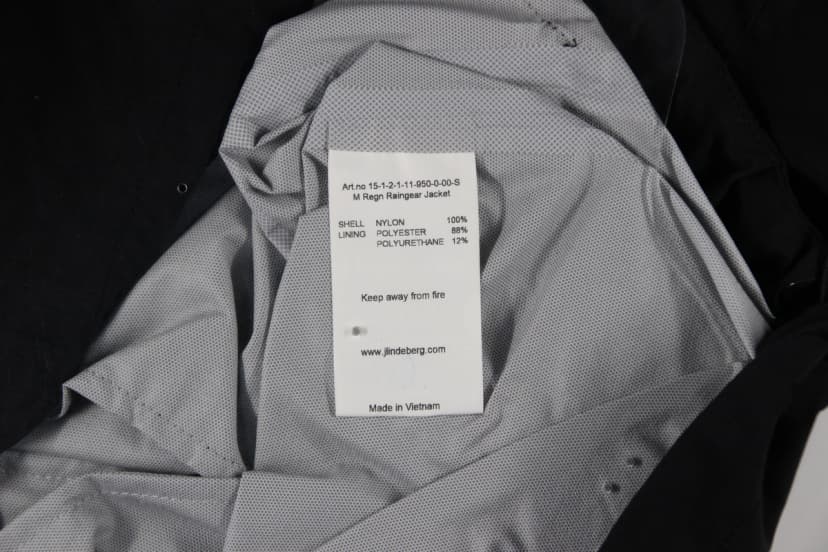 Art.no 15-1-2-1-11-950-0-00-S
M Regn Raingear Jacket
SHELL NYLON 100%
LINING POLYESTER 88%
POLYURETHANE 12%
Keep away from fire
www.jlindeberg.com
Made in Vietnam